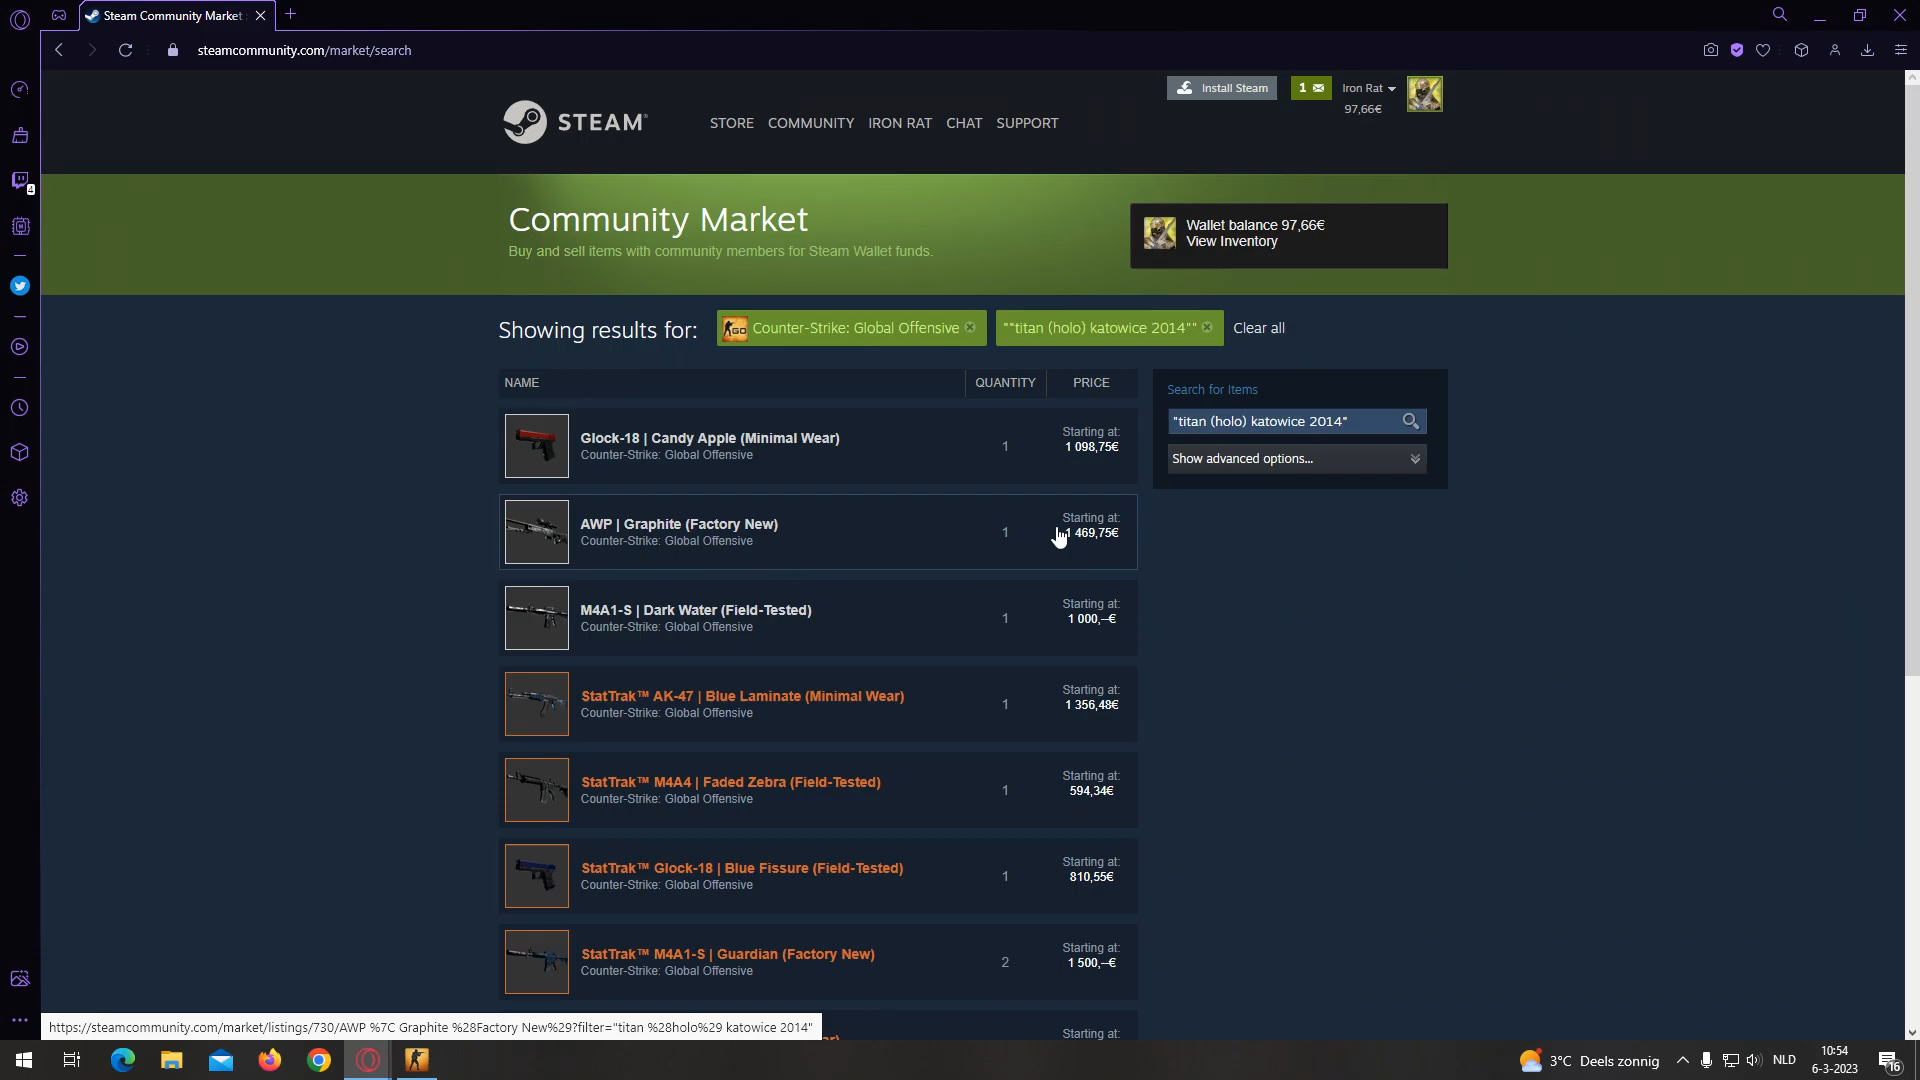 Steam Community Market
steamcommunity.com/market/search
4
Install Steam
1
Iron Rat
97,66€
STEAM®
STORE COMMUNITY IRON RAT CHAT SUPPORT
Community Market
Buy and sell items with community members for Steam Wallet funds.
Wallet balance 97,66€
View Inventory
Showing results for:
GO
Counter-Strike: Global Offensive
""titan (holo) katowice 2014""
Clear all
NAME QUANTITY PRICE
Search for Items
"titan (holo) katowice 2014"
Show advanced options...
Glock-18 | Candy Apple (Minimal Wear)
Counter-Strike: Global Offensive
1
Starting at:
1 098,75€
AWP | Graphite (Factory New)
Counter-Strike: Global Offensive
1
Starting at:
1 469,75€
M4A1-S | Dark Water (Field-Tested)
Counter-Strike: Global Offensive
1
Starting at:
1 000,--€
StatTrak™ AK-47 | Blue Laminate (Minimal Wear)
Counter-Strike: Global Offensive
1
Starting at:
1 356,48€
StatTrak™ M4A4 | Faded Zebra (Field-Tested)
Counter-Strike: Global Offensive
1
Starting at:
594,34€
StatTrak™ Glock-18 | Blue Fissure (Field-Tested)
Counter-Strike: Global Offensive
1
Starting at:
810,55€
StatTrak™ M4A1-S | Guardian (Factory New)
Counter-Strike: Global Offensive
2
Starting at:
1 500,--€
Starting at:
https://steamcommunity.com/market/listings/730/AWP %7C Graphite %28Factory New%29?filter="titan %28holo%29 katowice 2014"
3°C Deels zonnig
NLD
10:54
6-3-2023
16